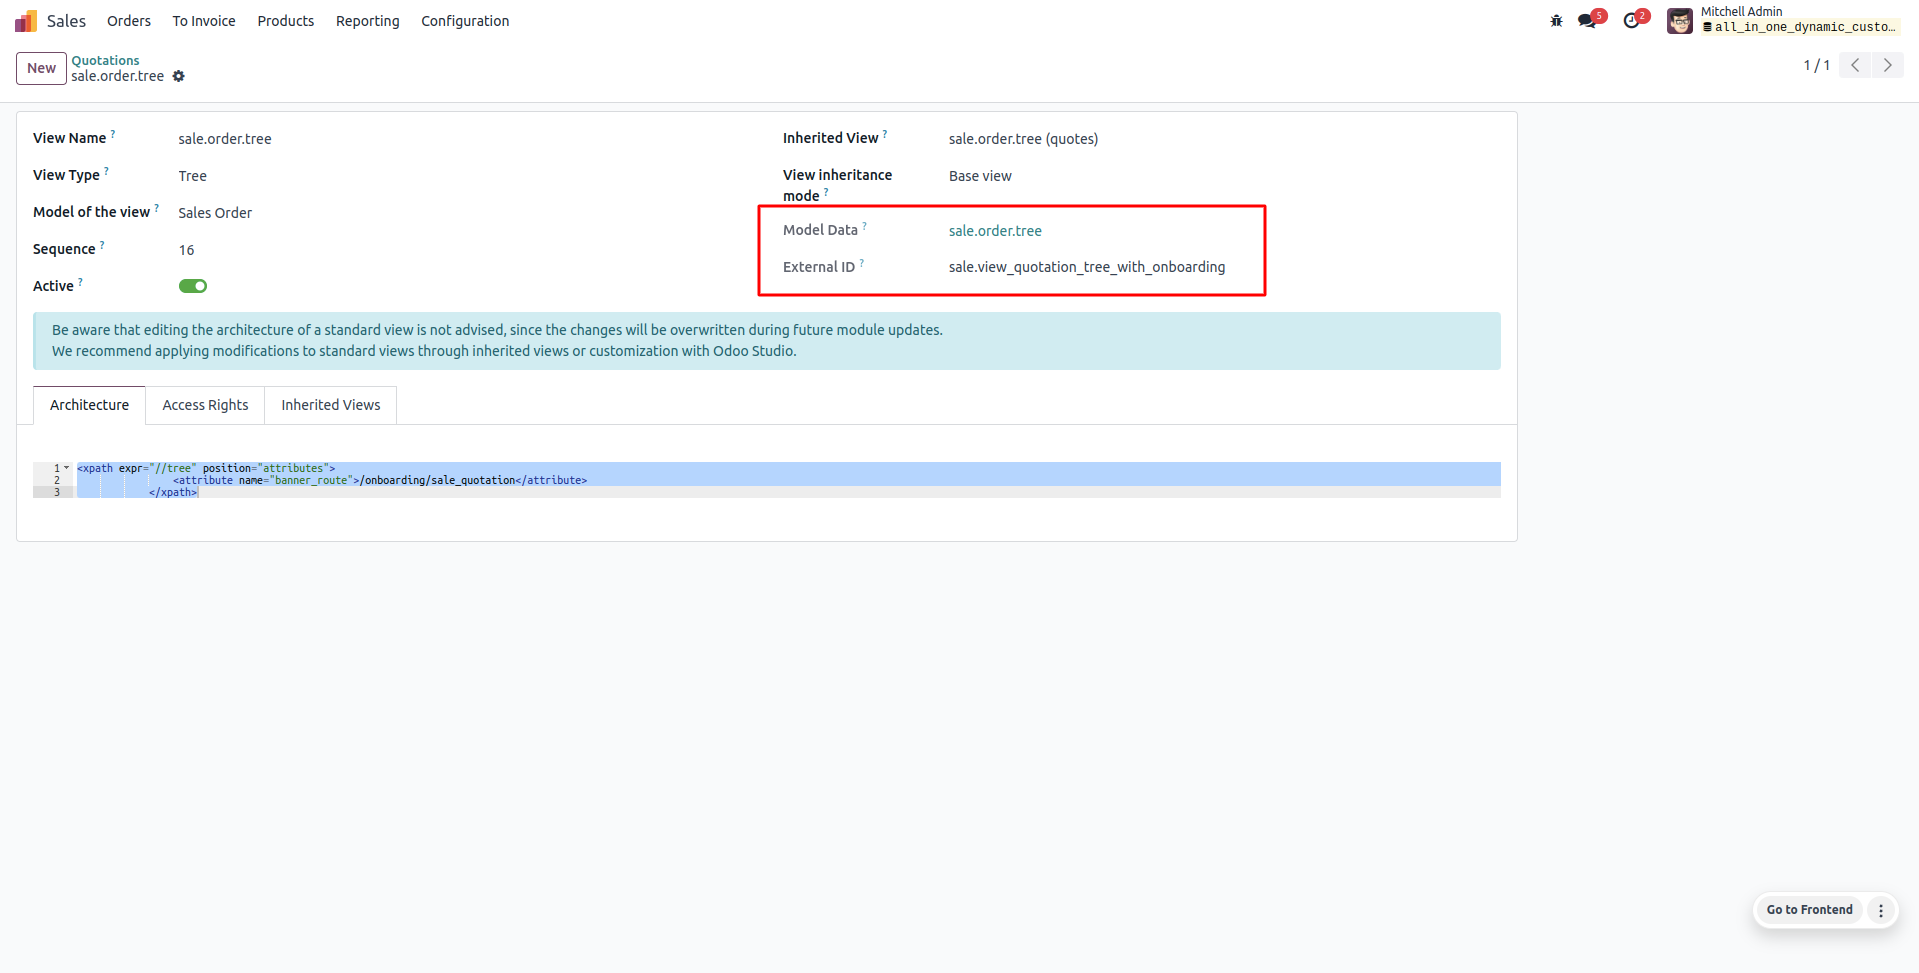 Sales Orders To Invoice Products Reporting Configuration 5 2 Mitchell Admin
all_in_one_dynamic_custo...
New Quotations
sale.order.tree
1 / 1
View Name ? sale.order.tree
Inherited View ? sale.order.tree (quotes)
View Type ? Tree
View inheritance mode ? Base view
Model of the view ? Sales Order
Model Data ? sale.order.tree
Sequence ? 16
External ID ? sale.view_quotation_tree_with_onboarding
Active ?
Be aware that editing the architecture of a standard view is not advised, since the changes will be overwritten during future module updates.
We recommend applying modifications to standard views through inherited views or customization with Odoo Studio.
Architecture Access Rights Inherited Views
1 <xpath expr="//tree" position="attributes">
2 <attribute name="banner_route">/onboarding/sale_quotation</attribute>
3 </xpath>
Go to Frontend